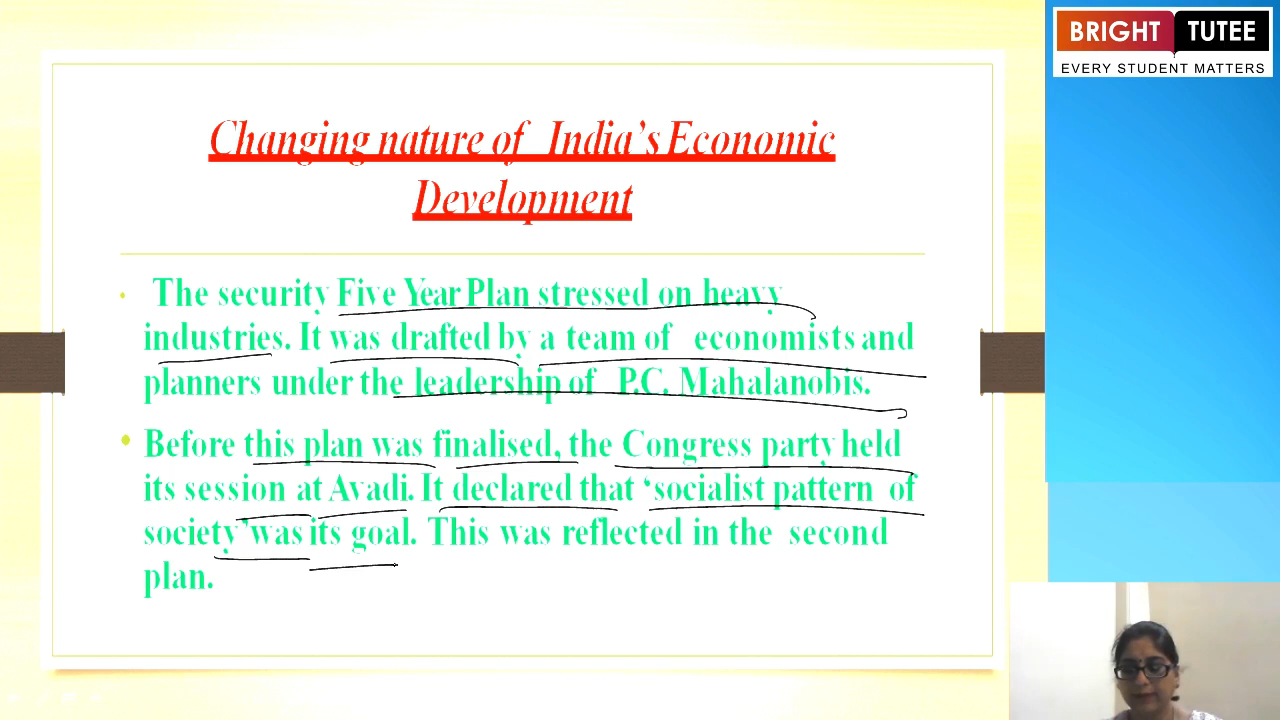 BRIGHT TUTEE
EVERY STUDENT MATTERS
Changing nature of India's Economic
Development
• The security Five Year Plan stressed on heavy
industries. It was drafted by a team of economists and
planners under the leadership of P.C. Mahalanobis.
• Before this plan was finalised, the Congress party held
its session at Avadi. It declared that ‘socialist pattern of
society’was its goal. This was reflected in the second
plan.